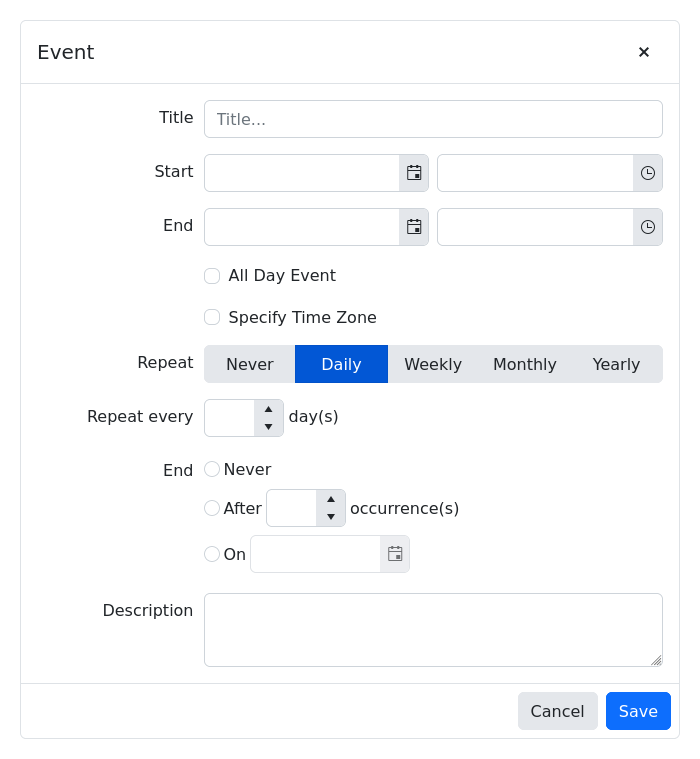 Event
Title Title...
Start
End
All Day Event
Specify Time Zone
Repeat Never Daily Weekly Monthly Yearly
Repeat every day(s)
End Never
After occurrence(s)
On
Description
Cancel Save